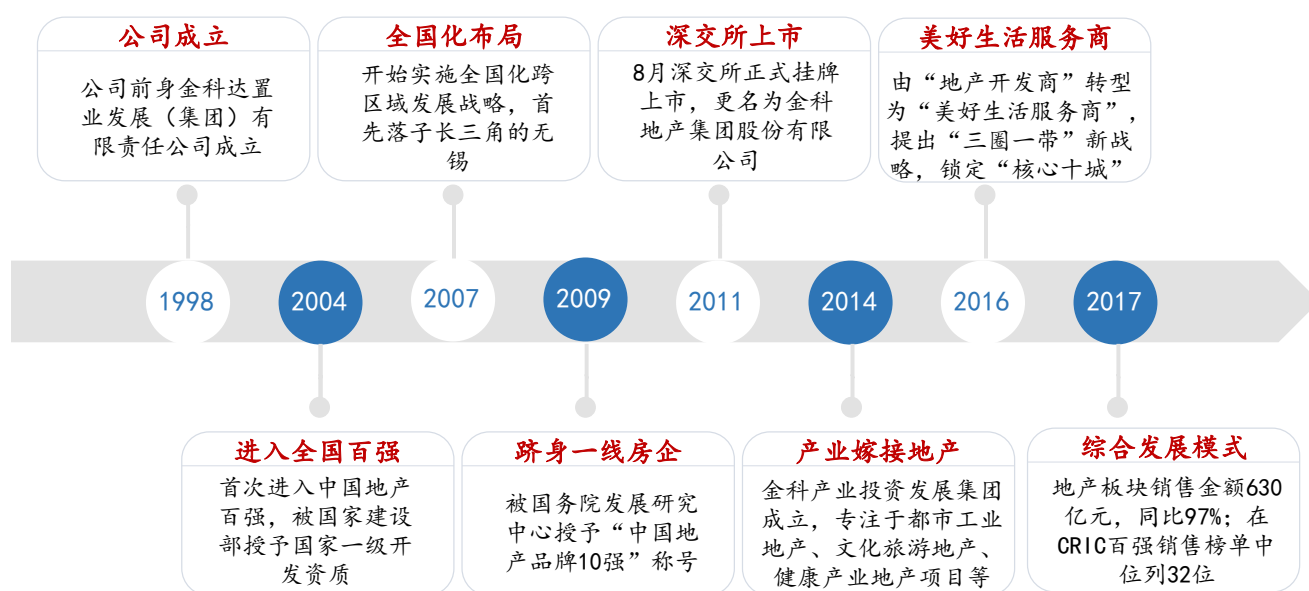 公司成立
公司前身金科达置
业发展（集团）有
限责任公司成立
全国化布局
开始实施全国化跨
区域发展战略，首
先落子长三角的无
锡
深交所上市
8月深交所正式挂牌
上市，更名为金科
地产集团股份有限
公司
美好生活服务商
由“地产开发商”转型
为“美好生活服务商”，
提出“三圈一带”新战
略，锁定“核心十城”
1998
2004
2007
2009
2011
2014
2016
2017
进入全国百强
首次进入中国地产
百强，被国家建设
部授予国家一级开
发资质
跻身一线房企
被国务院发展研究
中心授予“中国地
产品牌10强”称号
产业嫁接地产
金科产业投资发展集团
成立，专注于都市工业
地产、文化旅游地产、
健康产业地产项目等
综合发展模式
地产板块销售金额630
亿元，同比97%；在
CRIC百强销售榜单中
位列32位